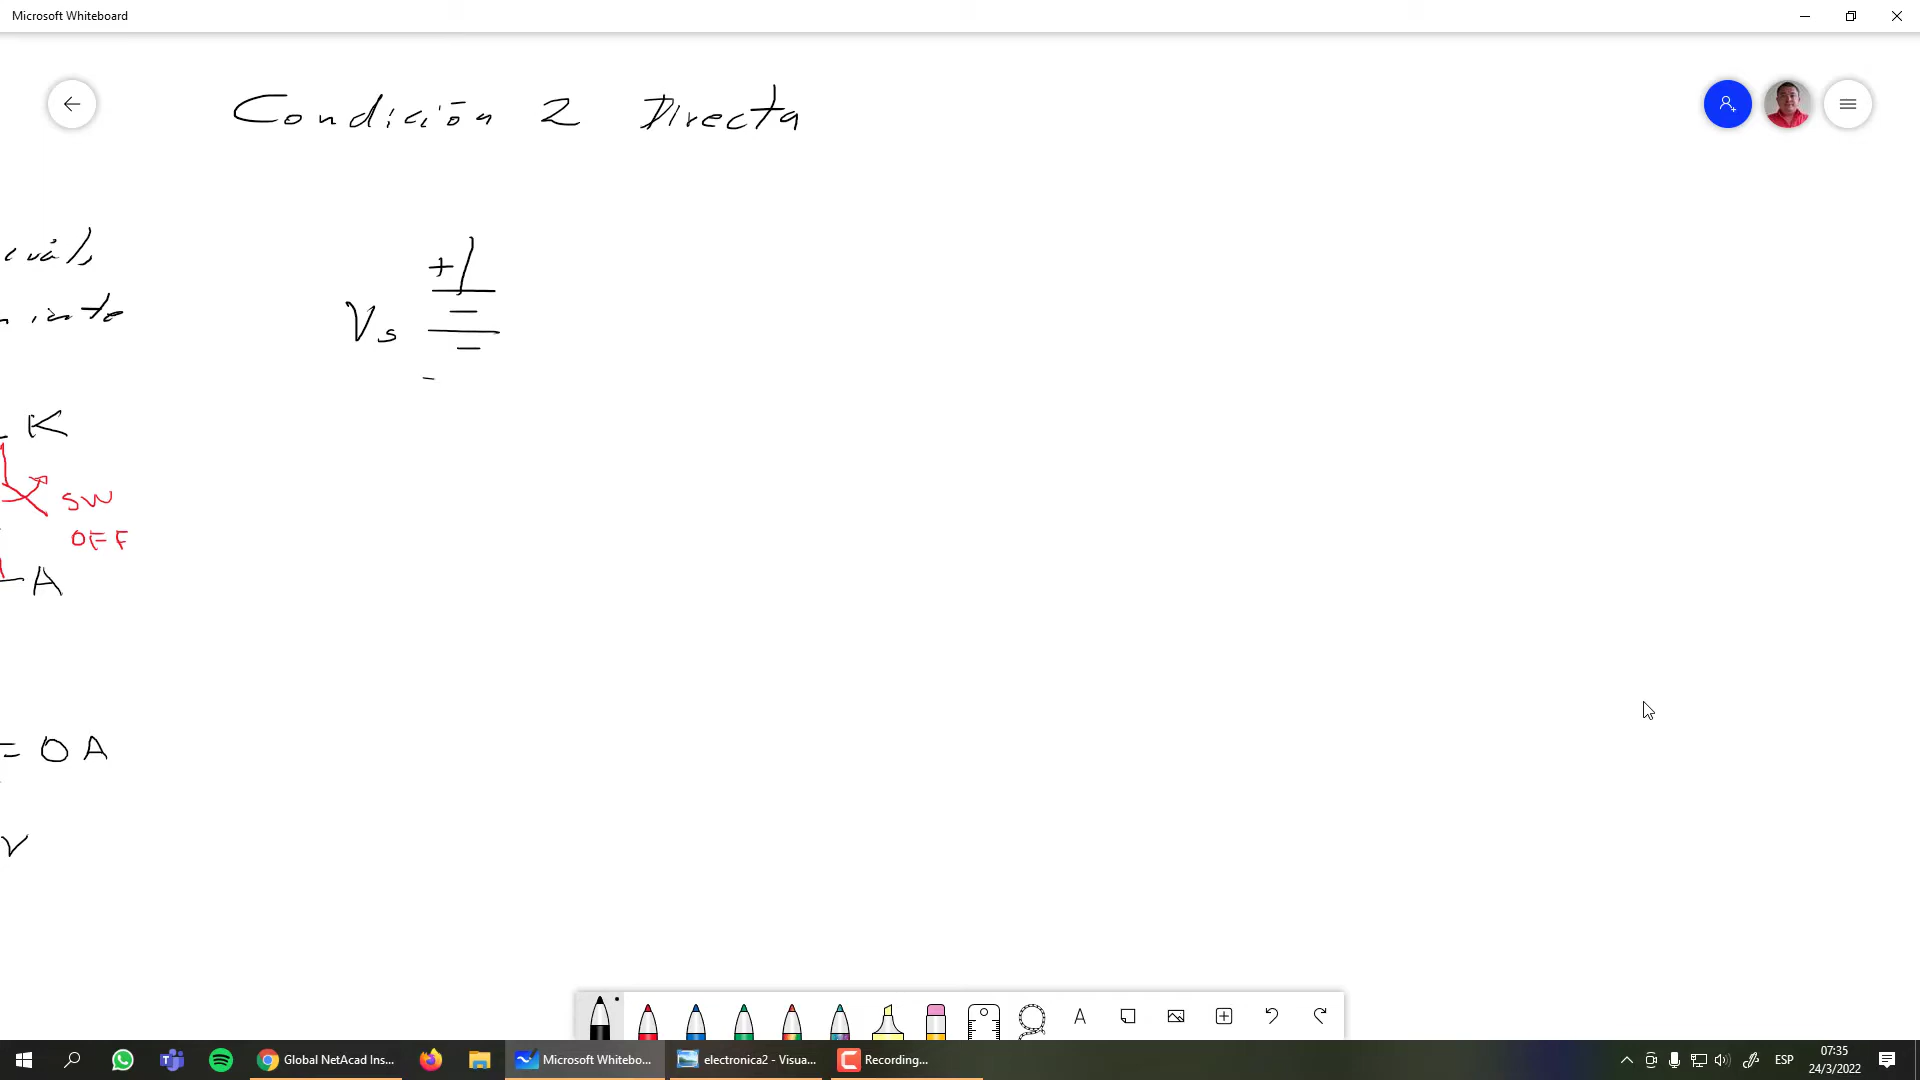 Microsoft Whiteboard
Condición 2 Directa
+
Vs
-
K
SW
OFF
A
= 0 A
V
A
Global NetAcad Ins...
Microsoft Whitebo...
electronica2 - Visua...
Recording...
ESP
07:35
24/3/2022